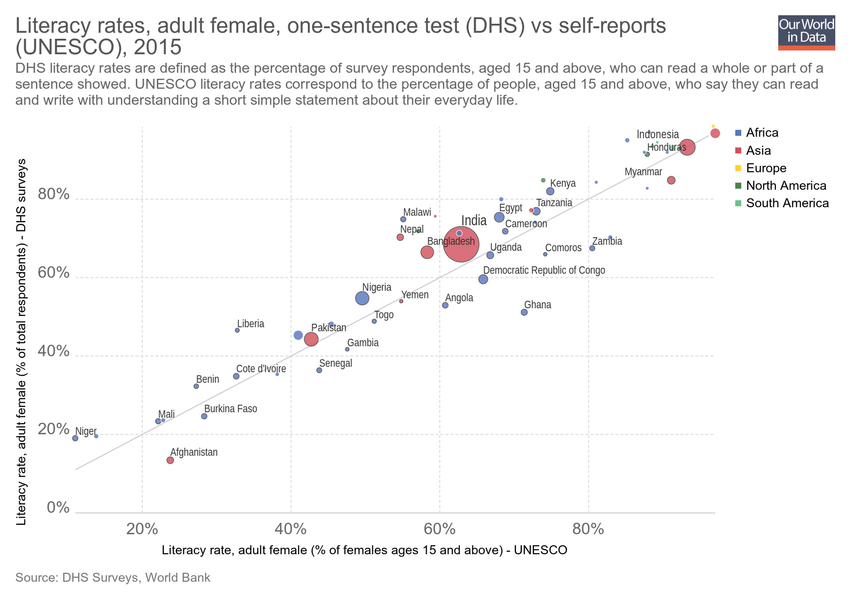 Literacy rates, adult female, one-sentence test (DHS) vs self-reports
(UNESCO), 2015
Our World
in Data
DHS literacy rates are defined as the percentage of survey respondents, aged 15 and above, who can read a whole or part of a
sentence showed. UNESCO literacy rates correspond to the percentage of people, aged 15 and above, who say they can read
and write with understanding a short simple statement about their everyday life.
Literacy rate, adult female (% of total respondents) - DHS surveys
Africa
Asia
Europe
North America
South America
Indonesia
Honduras
Myanmar
80%
Kenya
Malawi
Egypt
Tanzania
India
Cameroon
Nepal
Bangladesh
Uganda
Comoros
Zambia
60%
Democratic Republic of Congo
Nigeria
Yemen
Angola
Ghana
Togo
Liberia
Pakistan
40%
Gambia
Senegal
Cote d'Ivoire
Benin
Mali
Burkina Faso
20%
Niger
Afghanistan
0%
20%
40%
60%
80%
Literacy rate, adult female (% of females ages 15 and above) - UNESCO
Source: DHS Surveys, World Bank